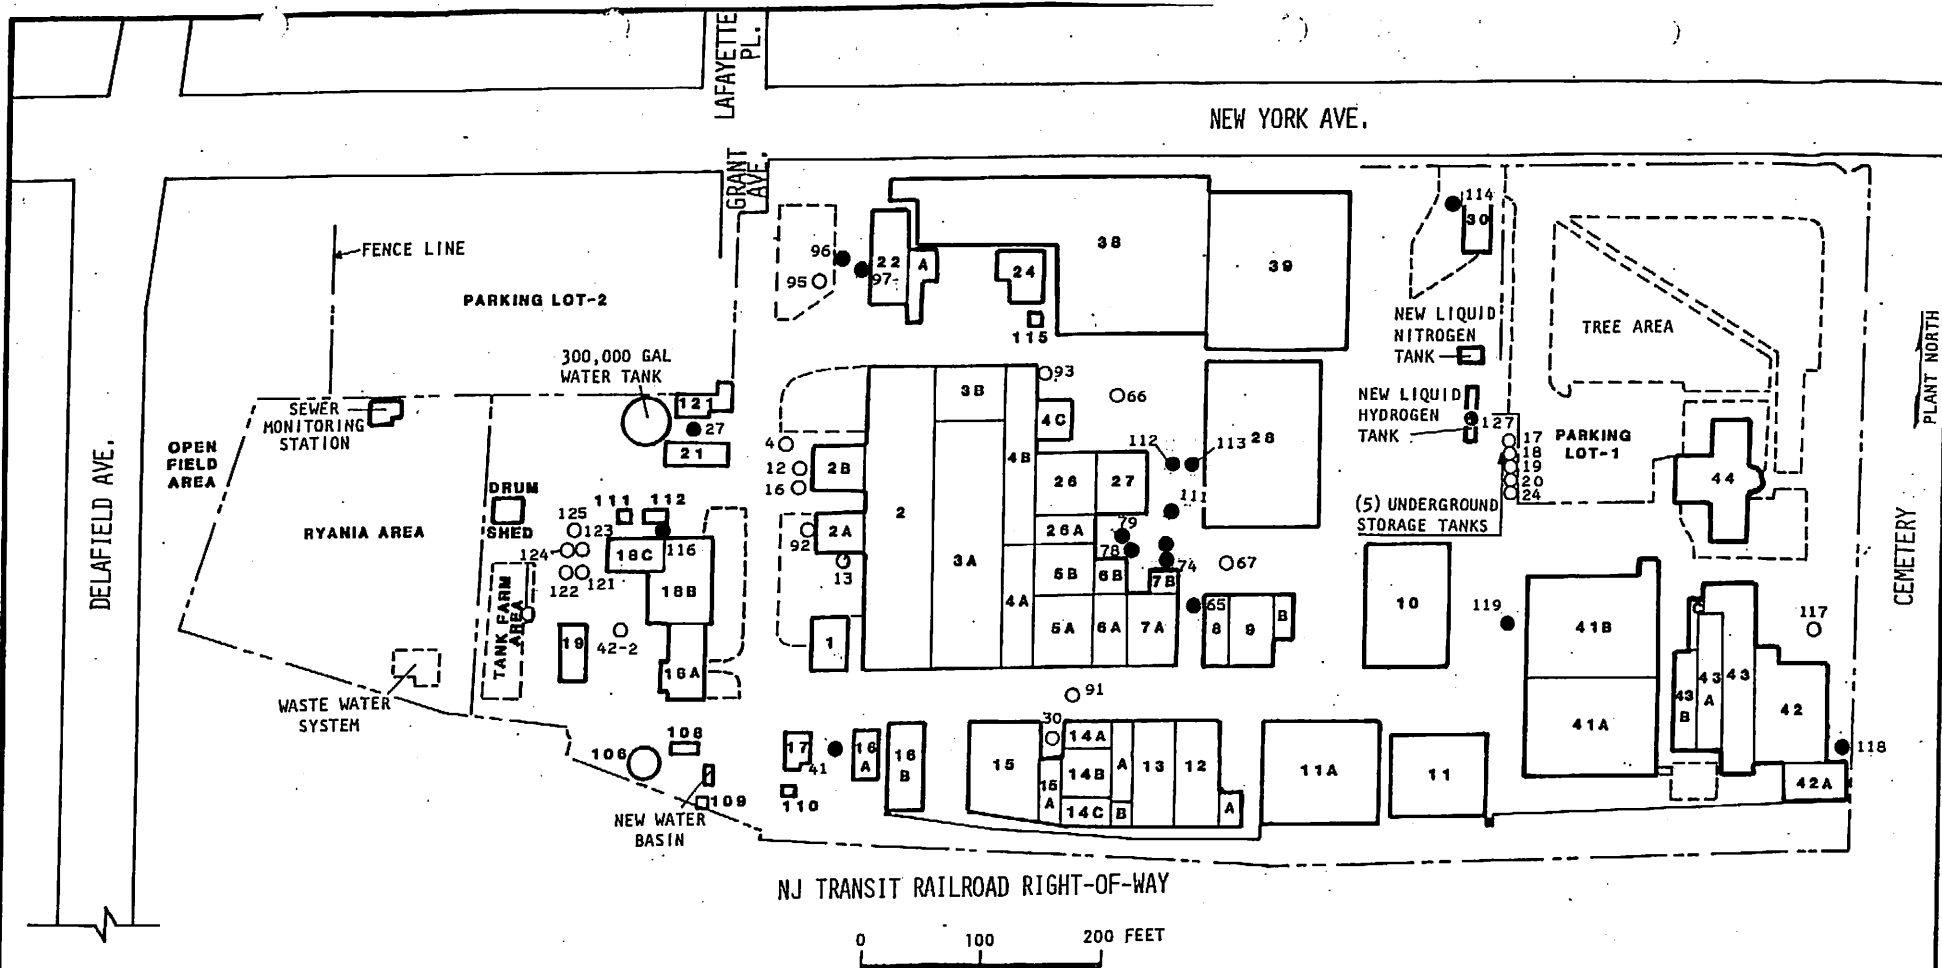 LAFAYETTE
PL.
NEW YORK AVE.
GRANT
AVE.
FENCE LINE
PARKING LOT-2
96
95
97
22
A
24
115
38
39
114
30
NEW LIQUID
NITROGEN
TANK
TREE AREA
PLANT NORTH
300,000 GAL
WATER TANK
SEWER
MONITORING
STATION
121
27
21
OPEN
FIELD
AREA
3B
93
4C
66
4
12
16
2B
4B
26
27
112
113
28
NEW LIQUID
HYDROGEN
TANK
127
17
18
19
20
24
PARKING
LOT-1
44
(5) UNDERGROUND
STORAGE TANKS
DRUM
SHED
111
112
125
123
124
122
121
116
18C
18B
18A
RYANIA AREA
TANK FARM
AREA
19
42-2
92
2A
13
1
2
3A
4A
26A
5B
6B
7B
5A
6A
7A
79
78
111
74
67
65
8
9
B
10
119
41B
41A
43
B
43
A
43
42
117
118
42A
CEMETERY
DELAFIELD AVE.
WASTE WATER
SYSTEM
106
108
109
NEW WATER
BASIN
17
41
110
16
A
16
B
91
30
15
15
A
14A
14B
14C
A
B
13
12
A
11A
11
NJ TRANSIT RAILROAD RIGHT-OF-WAY
0 100 200 FEET